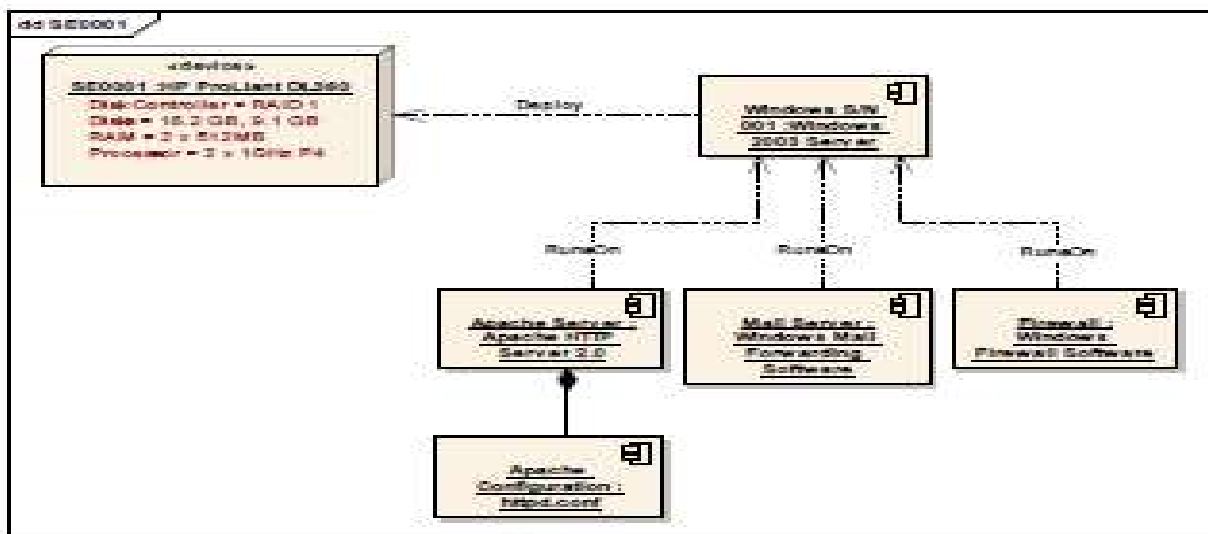 dd SE0001
«device»
SE0001 :HP ProLiant
Disk Controller = RAID 1
Disks = 18.2 GB, 9.1 GB
RAM = 2 x 512MB
Processor = 2 x 1GHz P4
Deploy
Windows S/N
001 :Windows
2003 Server
RunsOn
RunsOn
RunsOn
Apache Server :
Apache HTTP
Server 2.0
Mail Server :
Windows Mail
Forwarding
Software
Firewall :
Windows
Firewall Software
Apache
Configuration :
httpd.conf